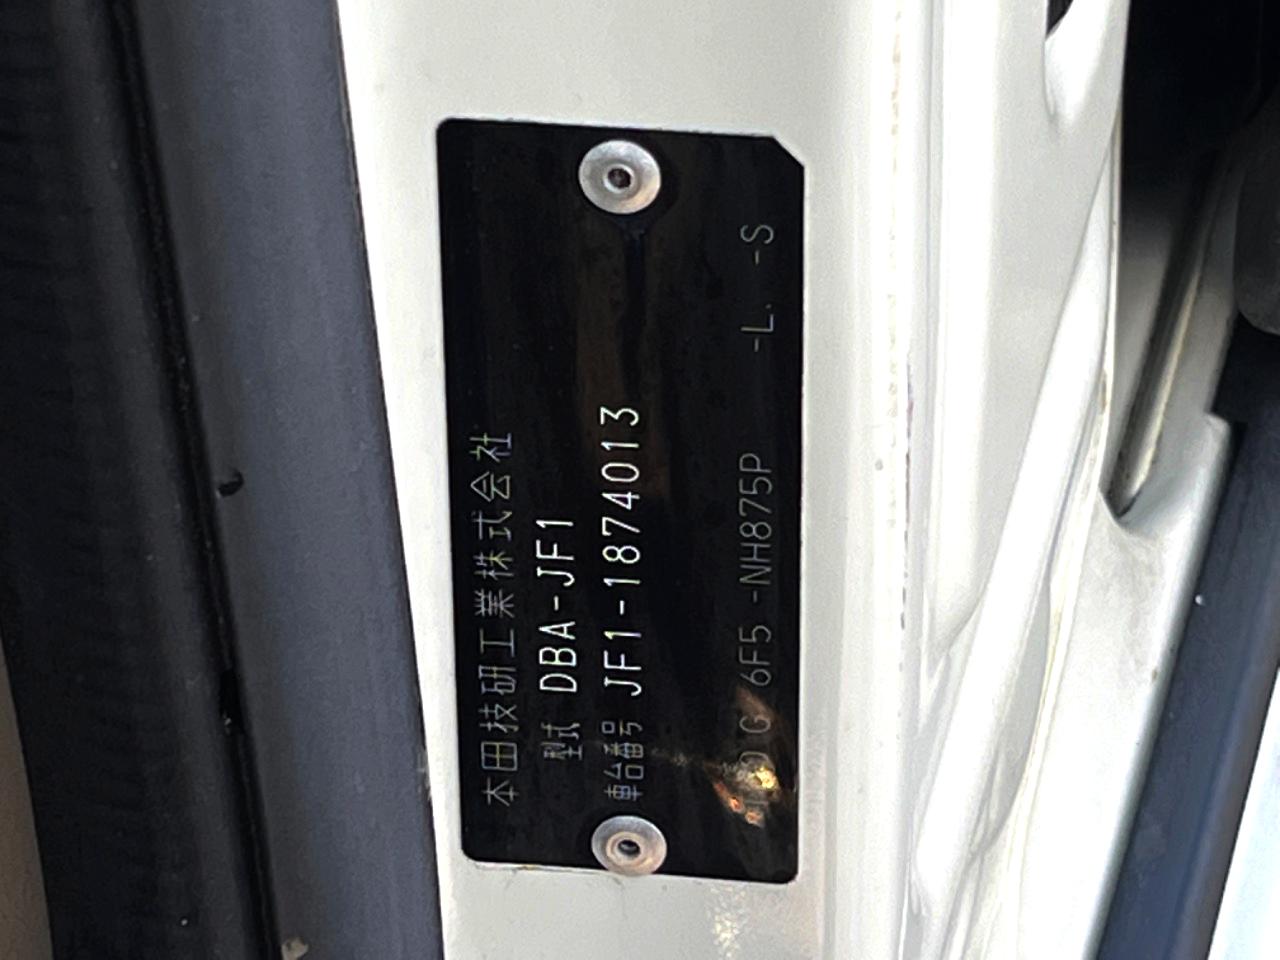 本田技研工業株式会社
型式 DBA-JF1
車台番号 JF1-1874013
G 6F5 -NH875P -L. -S